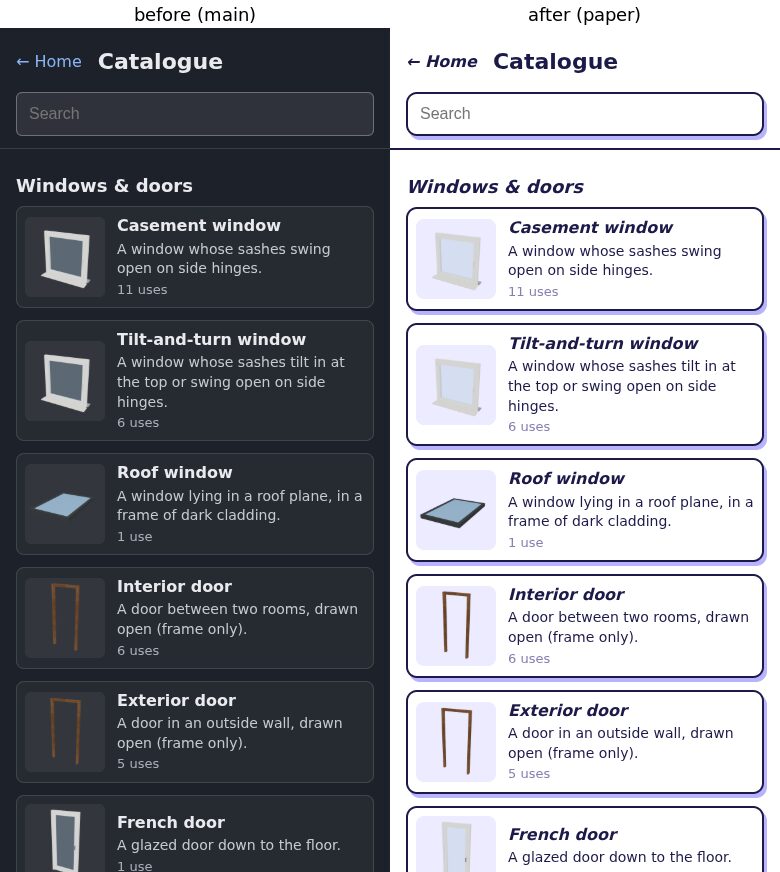 before (main)
← Home Catalogue
Search
Windows & doors
Casement window
A window whose sashes swing
open on side hinges.
11 uses
Tilt-and-turn window
A window whose sashes tilt in at
the top or swing open on side
hinges.
6 uses
Roof window
A window lying in a roof plane, in a
frame of dark cladding.
1 use
Interior door
A door between two rooms, drawn
open (frame only).
6 uses
Exterior door
A door in an outside wall, drawn
open (frame only).
5 uses
French door
A glazed door down to the floor.
1 use
after (paper)
← Home Catalogue
Search
Windows & doors
Casement window
A window whose sashes swing
open on side hinges.
11 uses
Tilt-and-turn window
A window whose sashes tilt in at
the top or swing open on side
hinges.
6 uses
Roof window
A window lying in a roof plane, in a
frame of dark cladding.
1 use
Interior door
A door between two rooms, drawn
open (frame only).
6 uses
Exterior door
A door in an outside wall, drawn
open (frame only).
5 uses
French door
A glazed door down to the floor.